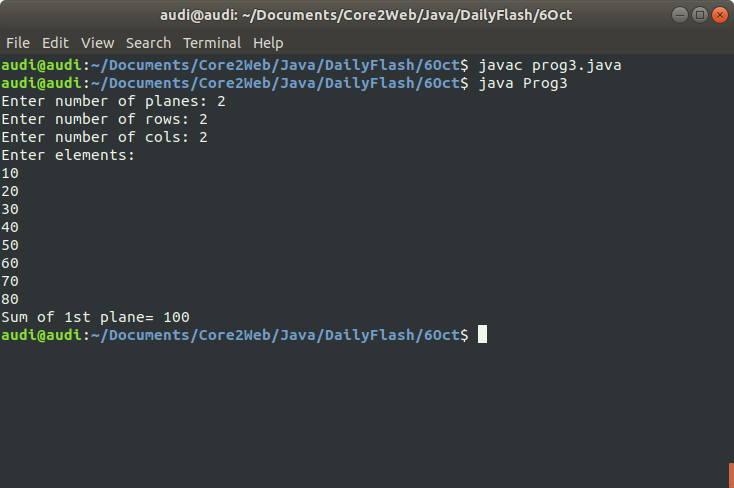 audi@audi: ~/Documents/Core2Web/Java/DailyFlash/6Oct
File Edit View Search Terminal Help
audi@audi:~/Documents/Core2Web/Java/DailyFlash/6Oct$ javac prog3.java
audi@audi:~/Documents/Core2Web/Java/DailyFlash/6Oct$ java Prog3
Enter number of planes: 2
Enter number of rows: 2
Enter number of cols: 2
Enter elements:
10
20
30
40
50
60
70
80
Sum of 1st plane= 100
audi@audi:~/Documents/Core2Web/Java/DailyFlash/6Oct$